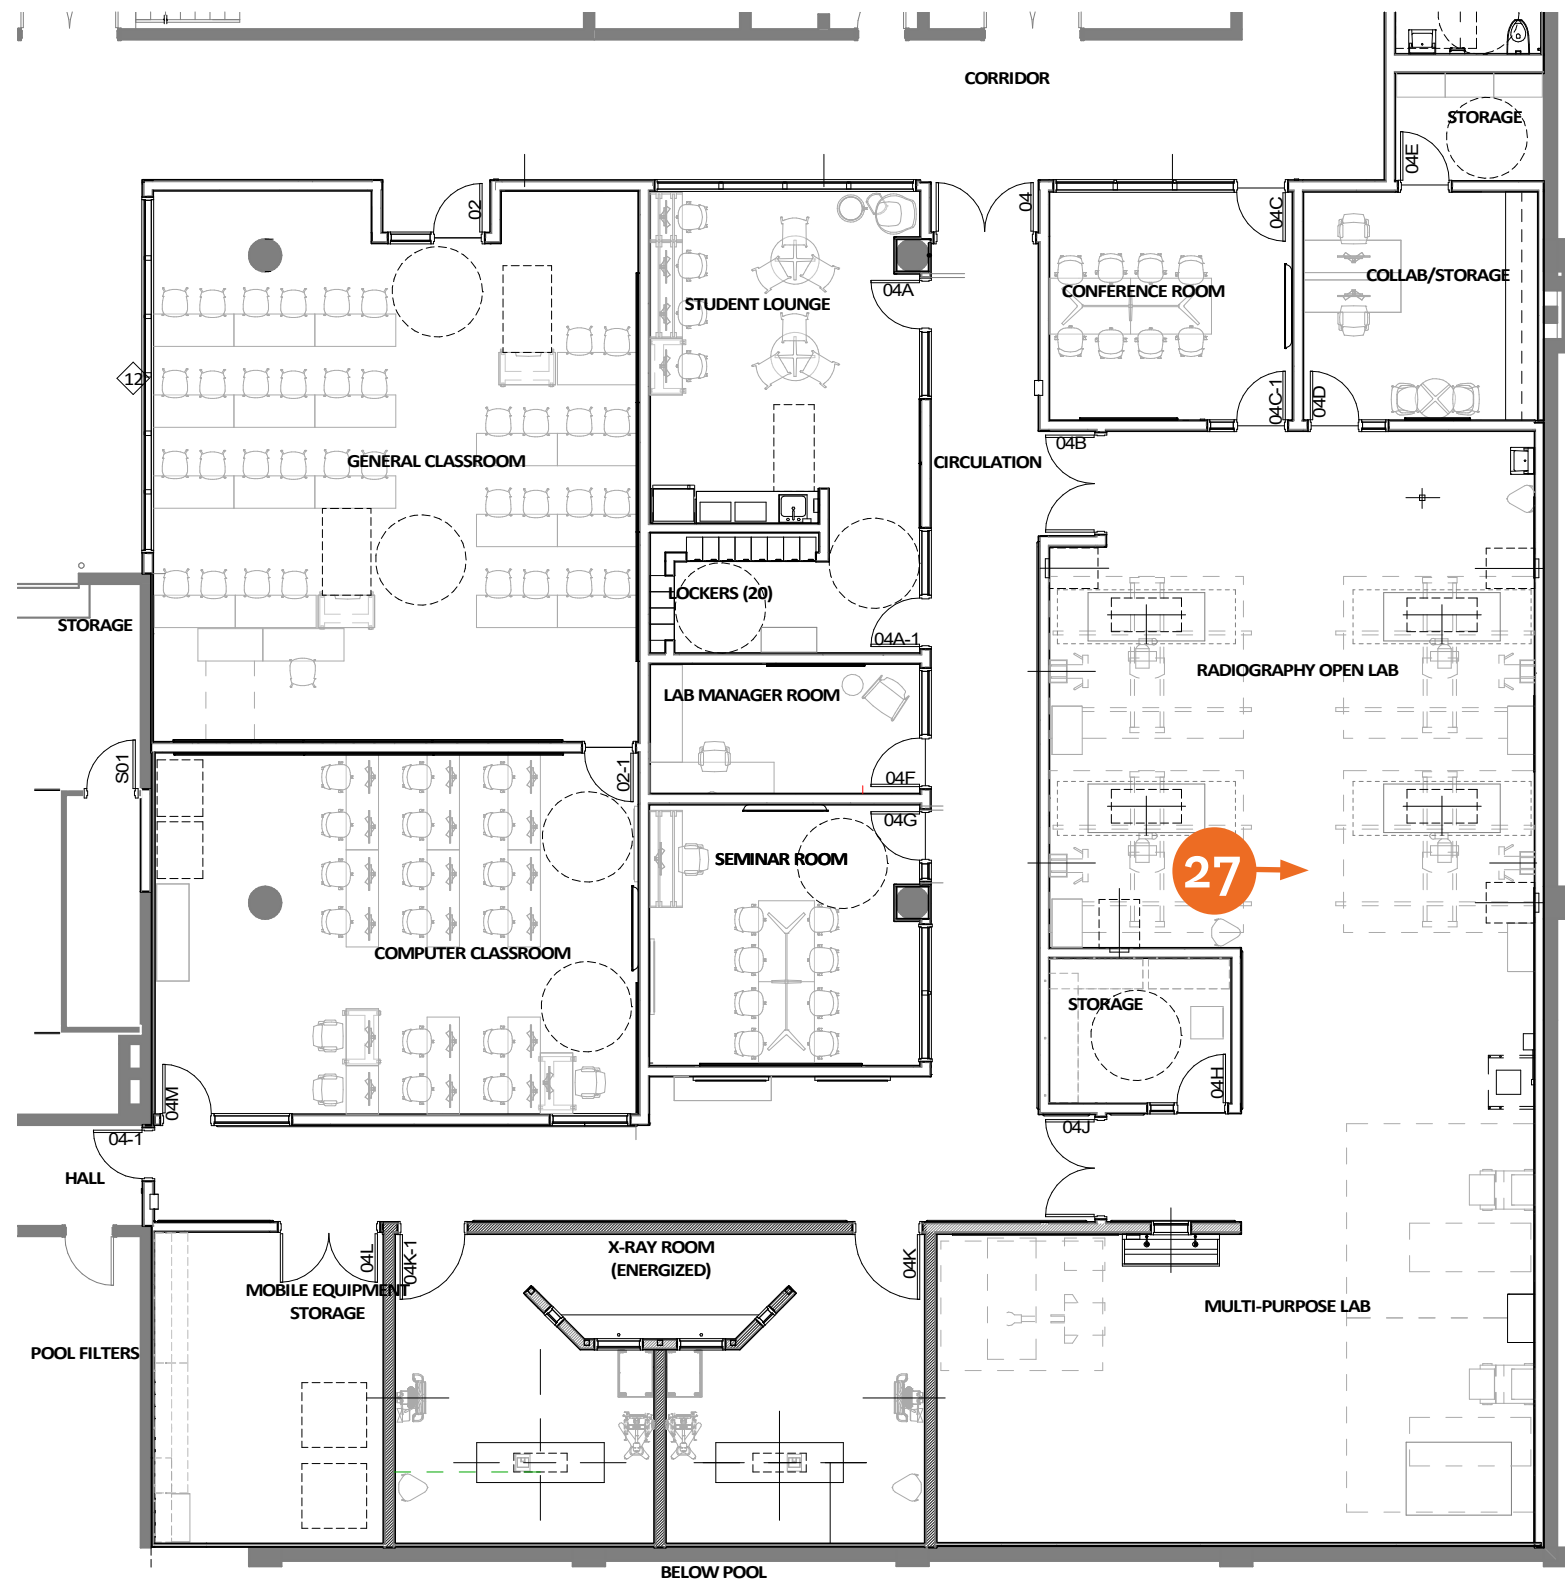 CORRIDOR
STORAGE
04E
02
04
04C
COLLAB/STORAGE
04A
CONFERENCE ROOM
STUDENT LOUNGE
12
04C-1
04D
04B
GENERAL CLASSROOM
CIRCULATION
LOCKERS (20)
STORAGE
04A-1
RADIOGRAPHY OPEN LAB
LAB MANAGER ROOM
S01
02-1
04F
04G
SEMINAR ROOM
27
COMPUTER CLASSROOM
STORAGE
04H
04M
04-1
04J
HALL
X-RAY ROOM
(ENERGIZED)
04L
04K-1
04K
MOBILE EQUIPMENT
STORAGE
MULTI-PURPOSE LAB
POOL FILTERS
BELOW POOL